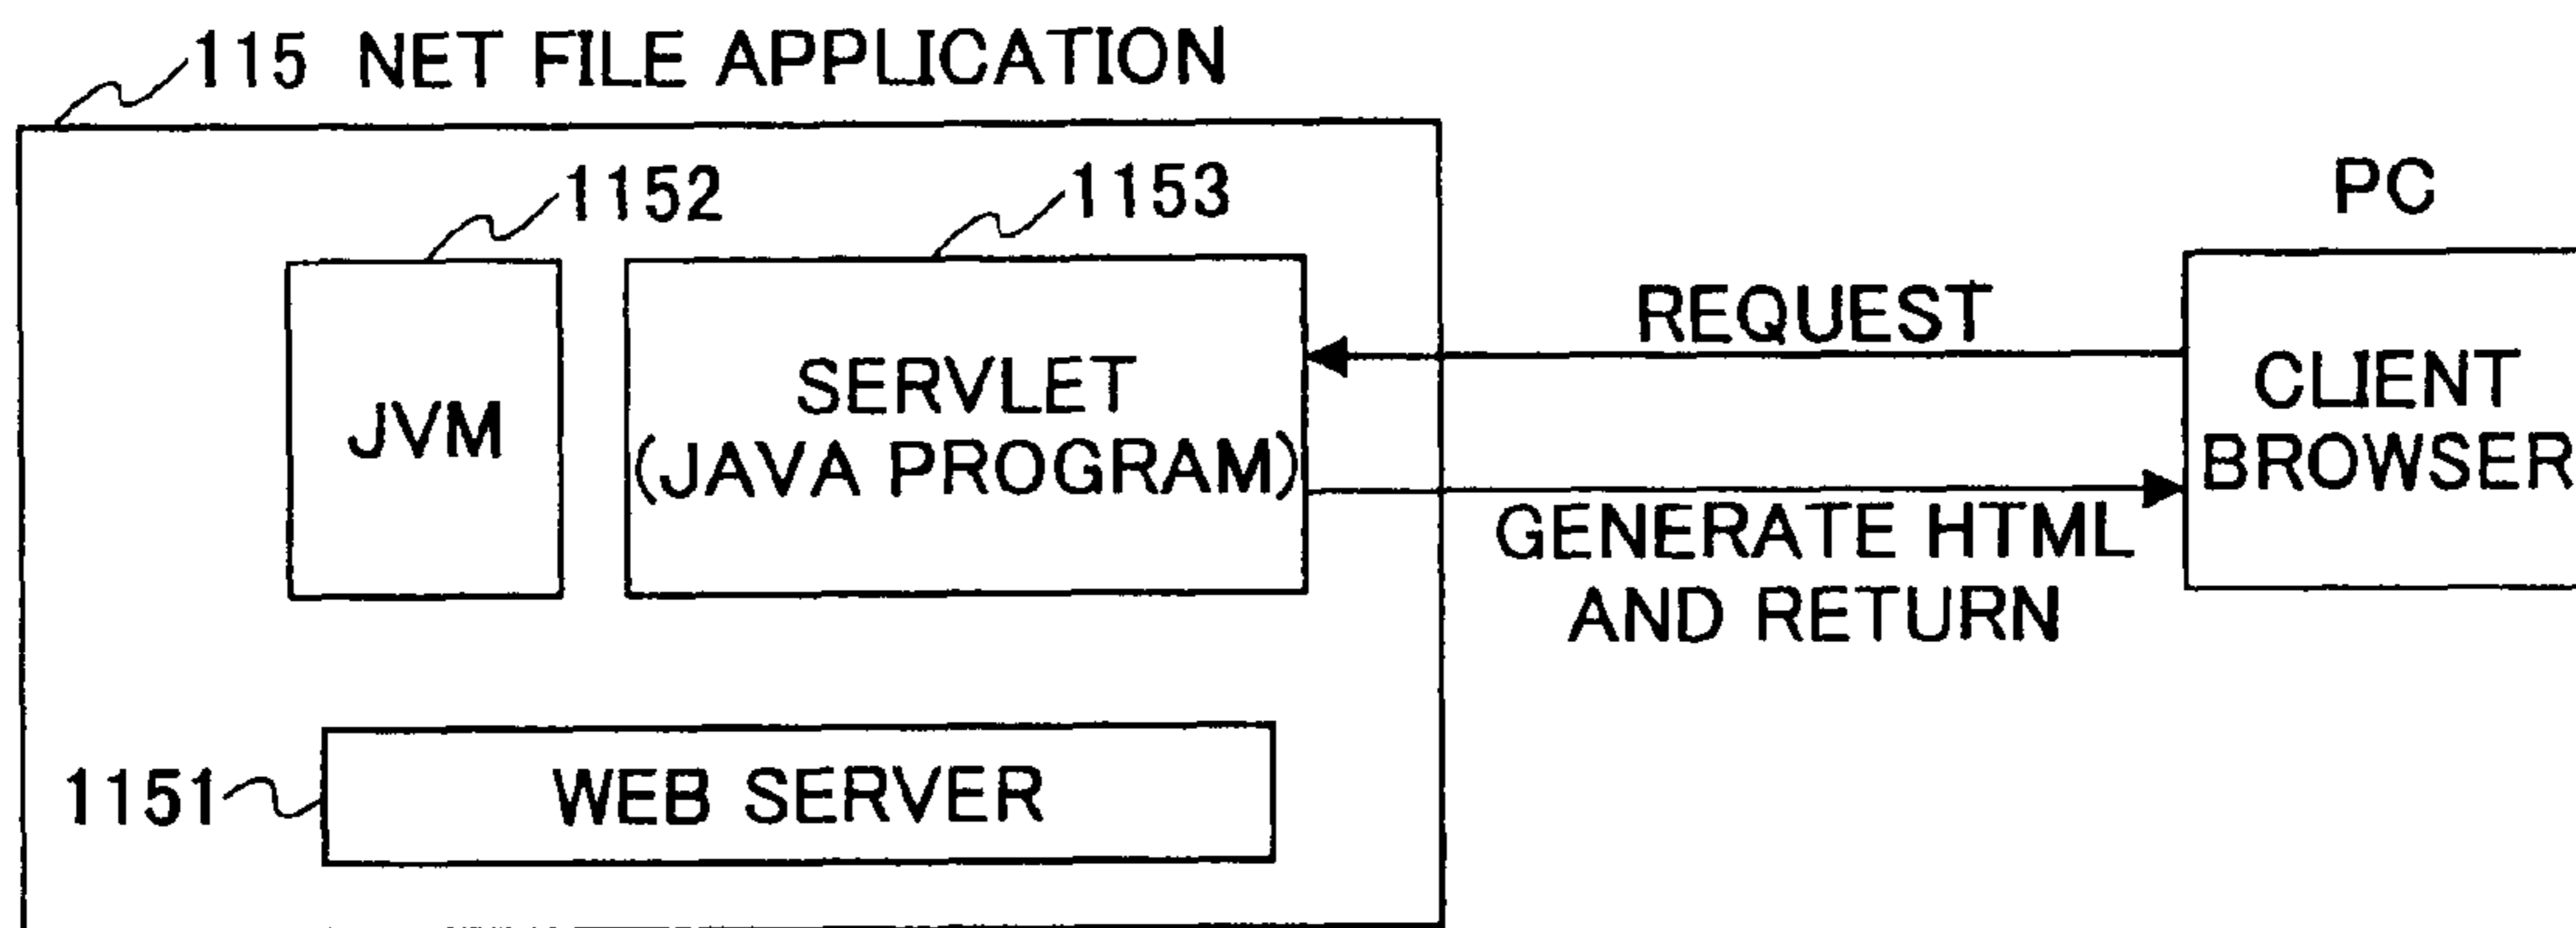 115 NET FILE APPLICATION
1152
1153
PC
JVM
SERVLET
(JAVA PROGRAM)
REQUEST
GENERATE HTML
AND RETURN
CLIENT
BROWSER
1151
WEB SERVER